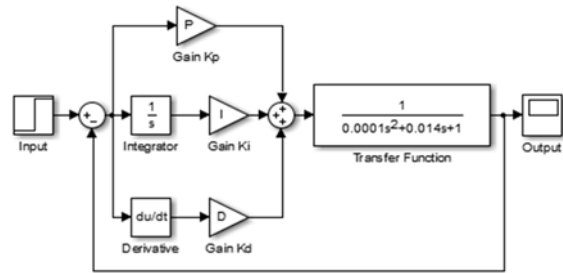 P
Gain Kp
+
−
+
+
+
1
s
I
1
0.0001s²+0.014s+1
Input
Integrator
Gain Ki
Transfer Function
Output
du/dt
D
Derivative
Gain Kd